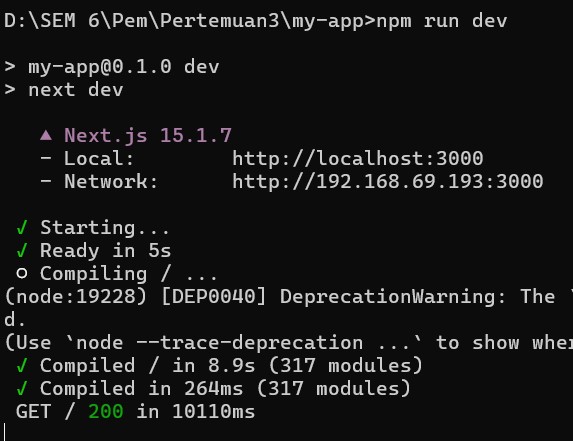 D:\SEM 6\Pem\Pertemuan3\my-app>npm run dev
> my-app@0.1.0 dev
> next dev
▲ Next.js 15.1.7
- Local:        http://localhost:3000
- Network:      http://192.168.69.193:3000
√ Starting...
√ Ready in 5s
○ Compiling / ...
(node:19228) [DEP0040] DeprecationWarning: The `
d.
(Use `node --trace-deprecation ...` to show wher
√ Compiled / in 8.9s (317 modules)
√ Compiled in 264ms (317 modules)
GET / 200 in 10110ms